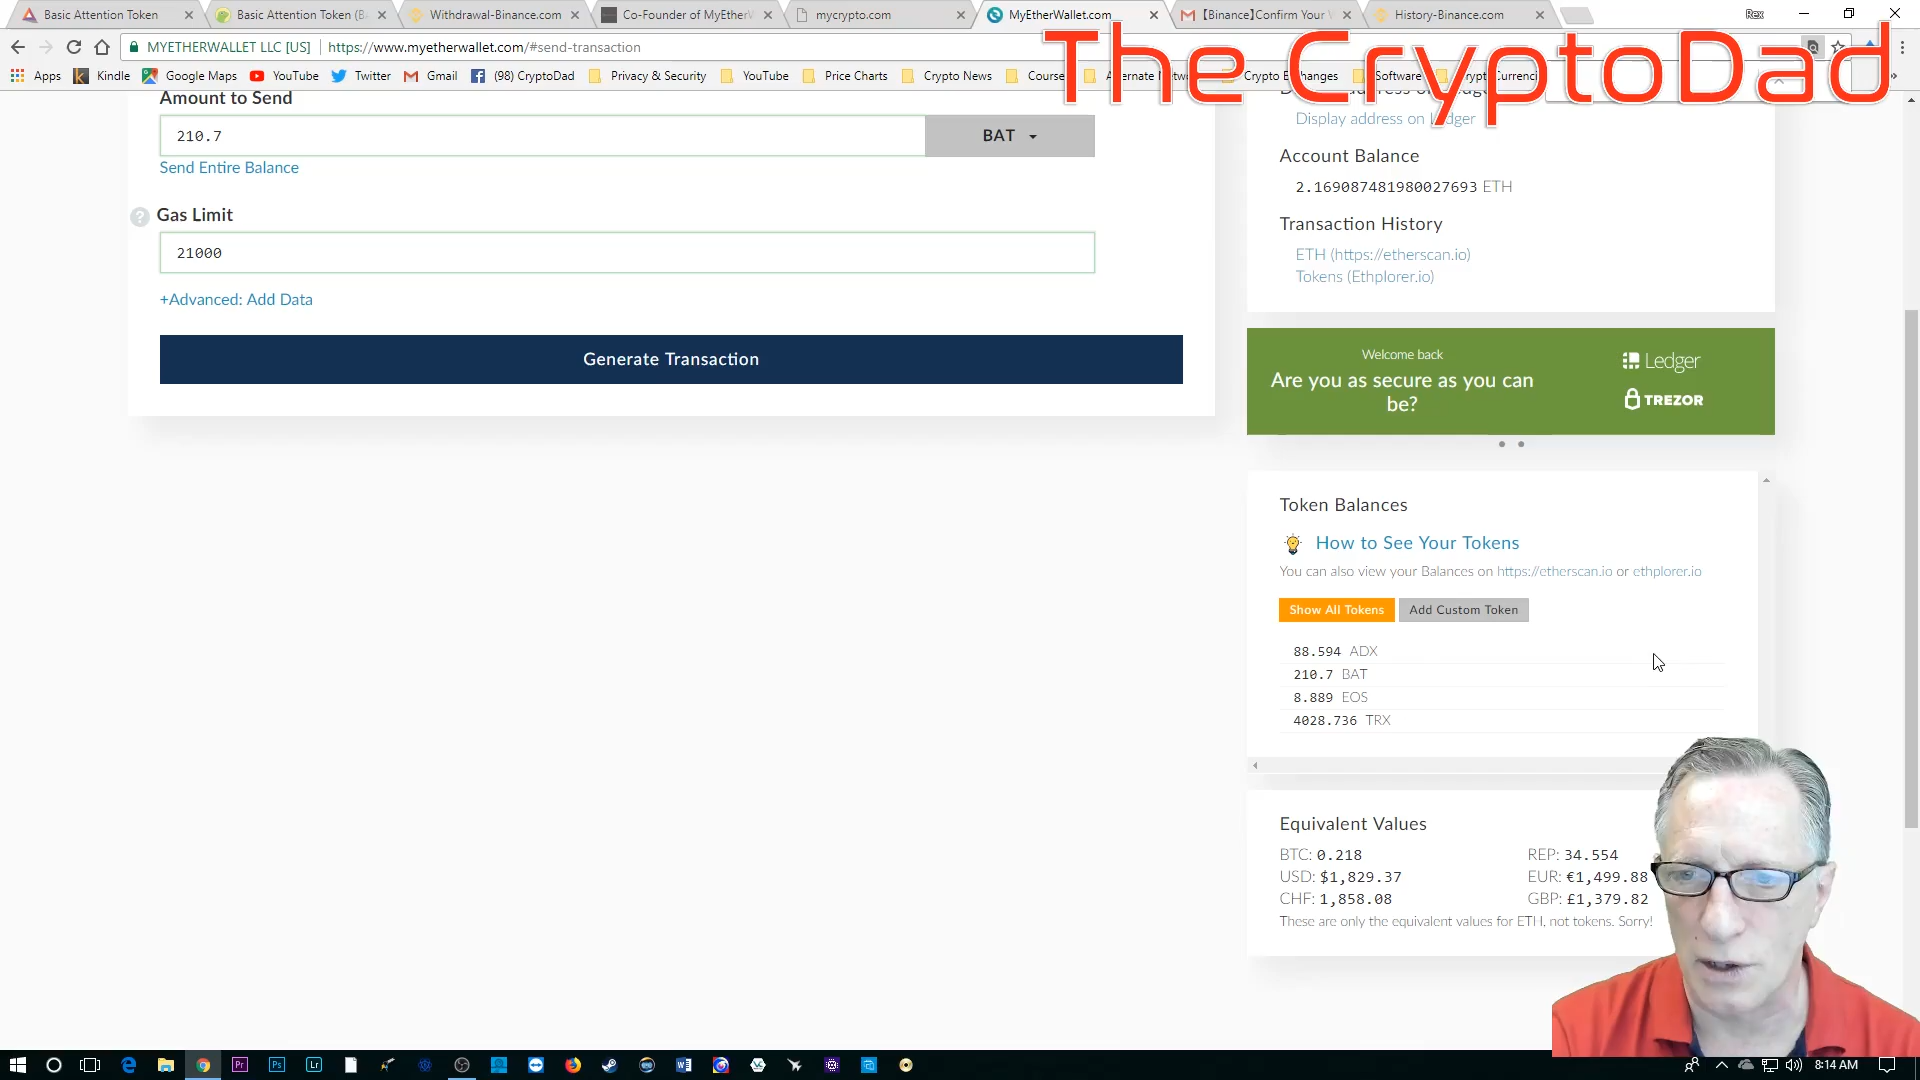 Basic Attention Token
Basic Attention Token (B
Withdrawal-Binance.com
Co-Founder of MyEtherW
mycrypto.com
MyEtherWallet.com
【Binance】Confirm Your
History-Binance.com
Rex
MYETHERWALLET LLC [US]
https://www.myetherwallet.com/#send-transaction
Apps
Kindle
Google Maps
YouTube
Twitter
Gmail
(98) CryptoDad
Privacy & Security
YouTube
Price Charts
Crypto News
Course
Crypto Exchanges
Software
The CryptoDad
Amount to Send
210.7
BAT
Send Entire Balance
? Gas Limit
21000
+Advanced: Add Data
Generate Transaction
Display address on Ledger
Account Balance
2.169087481980027693 ETH
Transaction History
ETH (https://etherscan.io)
Tokens (Ethplorer.io)
Welcome back
Are you as secure as you can
be?
Ledger
TREZOR
Token Balances
How to See Your Tokens
You can also view your Balances on https://etherscan.io or ethplorer.io
Show All Tokens
Add Custom Token
88.594 ADX
210.7 BAT
8.889 EOS
4028.736 TRX
Equivalent Values
BTC: 0.218
REP: 34.554
USD: $1,829.37
EUR: €1,499.88
CHF: 1,858.08
GBP: £1,379.82
These are only the equivalent values for ETH, not tokens. Sorry!
Pr
Ps
Lr
8:14 AM